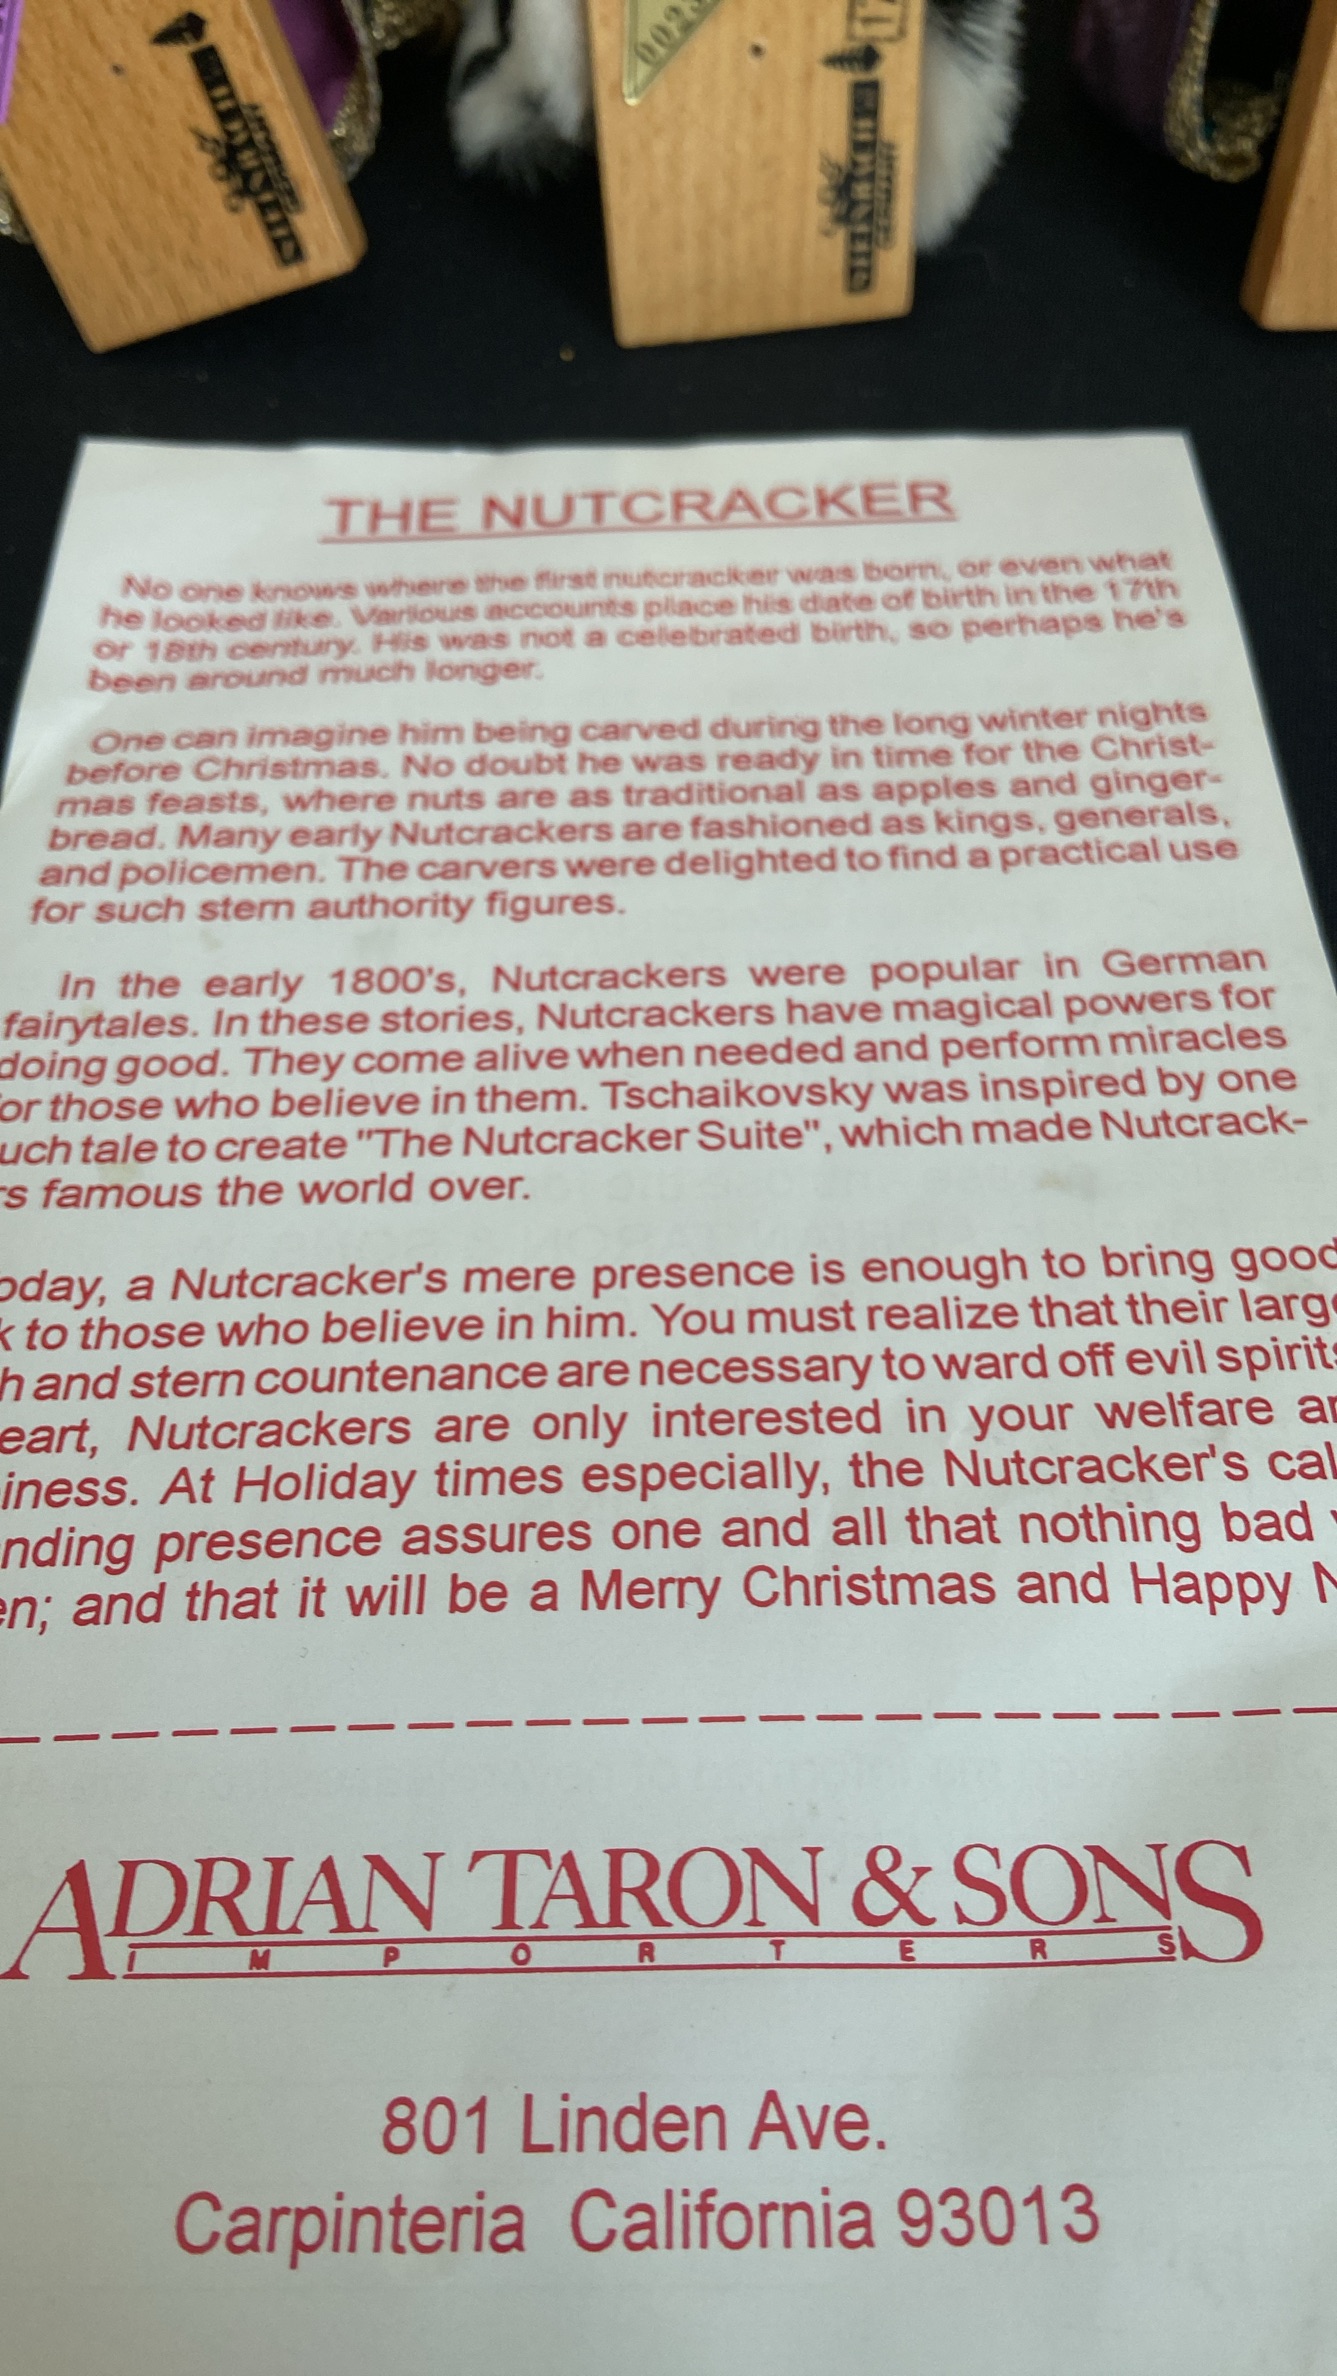 0023
17
THE NUTCRACKER
No one knows where the first nutcracker was born, or even what
he looked like. Various accounts place his date of birth in the 17th
or 18th century. His was not a celebrated birth, so perhaps he's
been around much longer.
One can imagine him being carved during the long winter nights
before Christmas. No doubt he was ready in time for the Christ-
mas feasts, where nuts are as traditional as apples and ginger-
bread. Many early Nutcrackers are fashioned as kings, generals,
and policemen. The carvers were delighted to find a practical use
for such stern authority figures.
In the early 1800's, Nutcrackers were popular in German
fairytales. In these stories, Nutcrackers have magical powers for
doing good. They come alive when needed and perform miracles
or those who believe in them. Tschaikovsky was inspired by one
uch tale to create "The Nutcracker Suite", which made Nutcrack-
rs famous the world over.
oday, a Nutcracker's mere presence is enough to bring good
k to those who believe in him. You must realize that their larg
h and stern countenance are necessary to ward off evil spirits
eart, Nutcrackers are only interested in your welfare an
iness. At Holiday times especially, the Nutcracker's cal
nding presence assures one and all that nothing bad
en; and that it will be a Merry Christmas and Happy N
ADRIAN TARON & SONS
IMPORTERS
801 Linden Ave.
Carpinteria California 93013